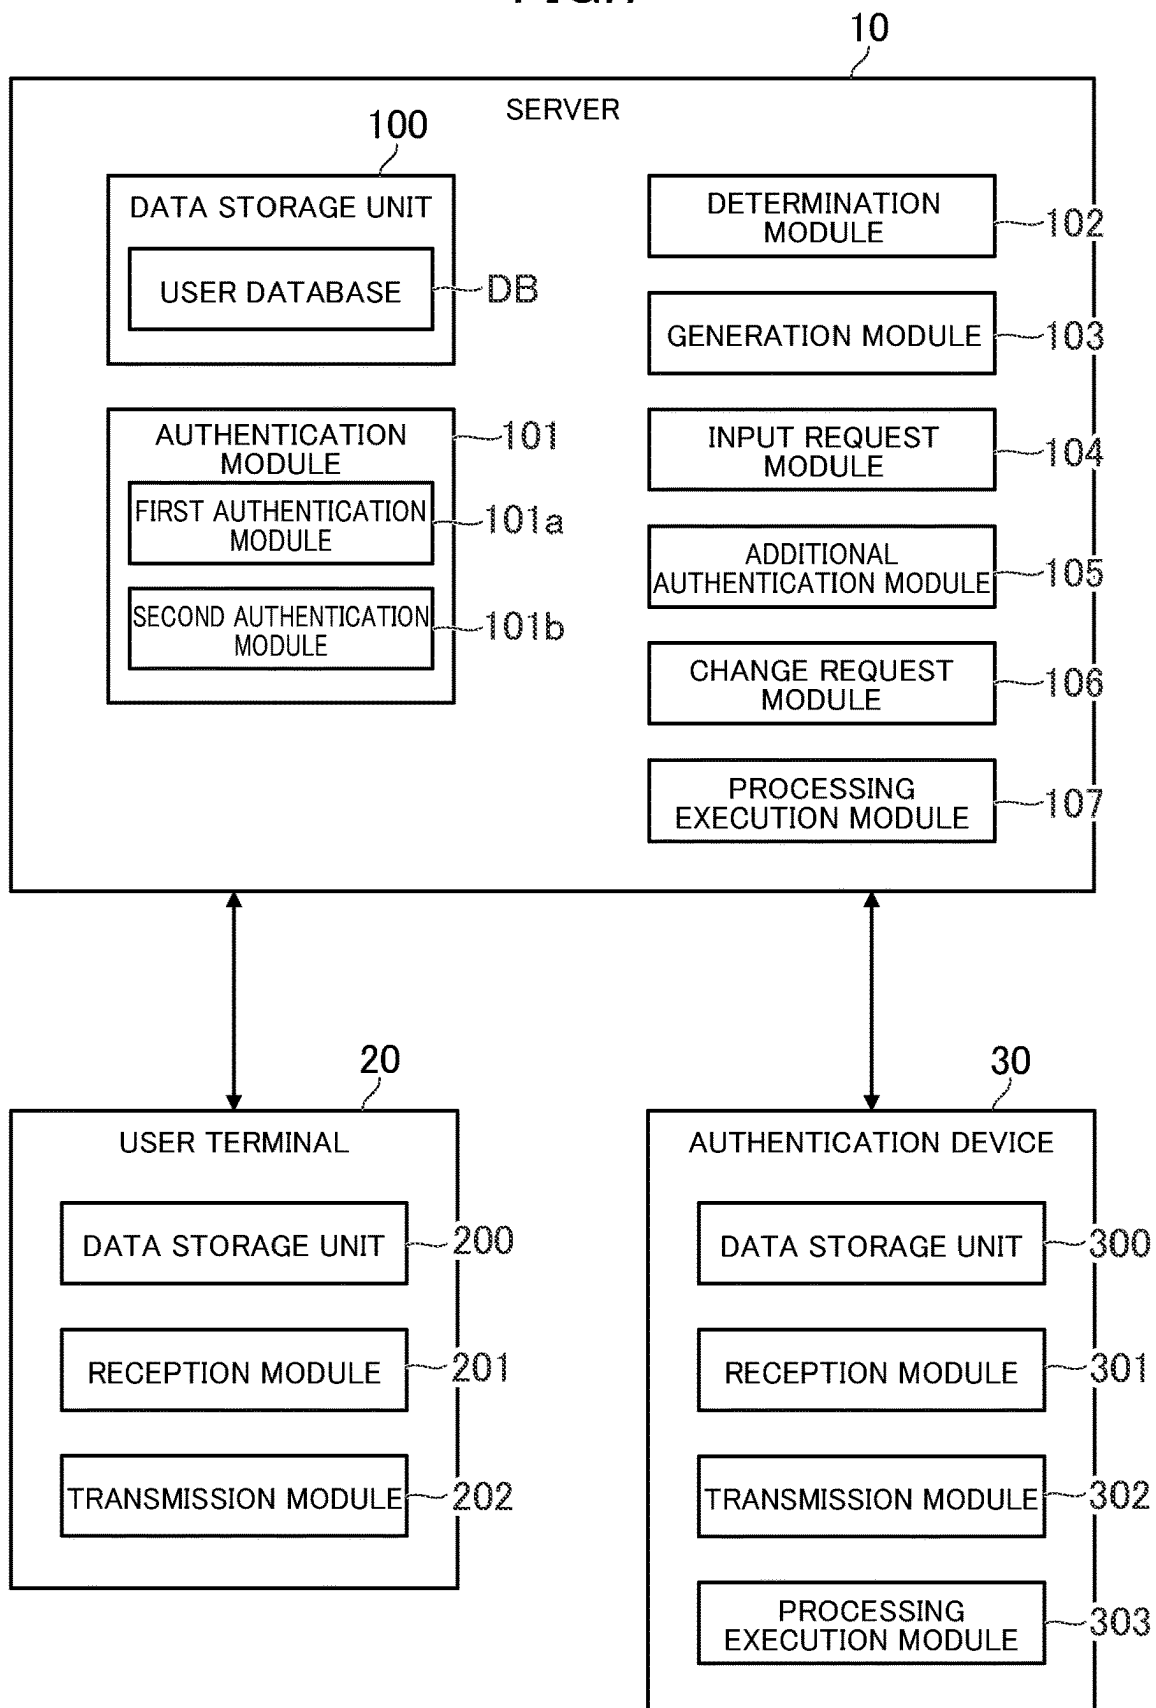 10
SERVER
100
DATA STORAGE UNIT
USER DATABASE
DB
AUTHENTICATION
MODULE
101
FIRST AUTHENTICATION
MODULE
101a
SECOND AUTHENTICATION
MODULE
101b
DETERMINATION
MODULE
102
GENERATION MODULE
103
INPUT REQUEST
MODULE
104
ADDITIONAL
AUTHENTICATION MODULE
105
CHANGE REQUEST
MODULE
106
PROCESSING
EXECUTION MODULE
107
20
USER TERMINAL
DATA STORAGE UNIT
200
RECEPTION MODULE
201
TRANSMISSION MODULE
202
30
AUTHENTICATION DEVICE
DATA STORAGE UNIT
300
RECEPTION MODULE
301
TRANSMISSION MODULE
302
PROCESSING
EXECUTION MODULE
303